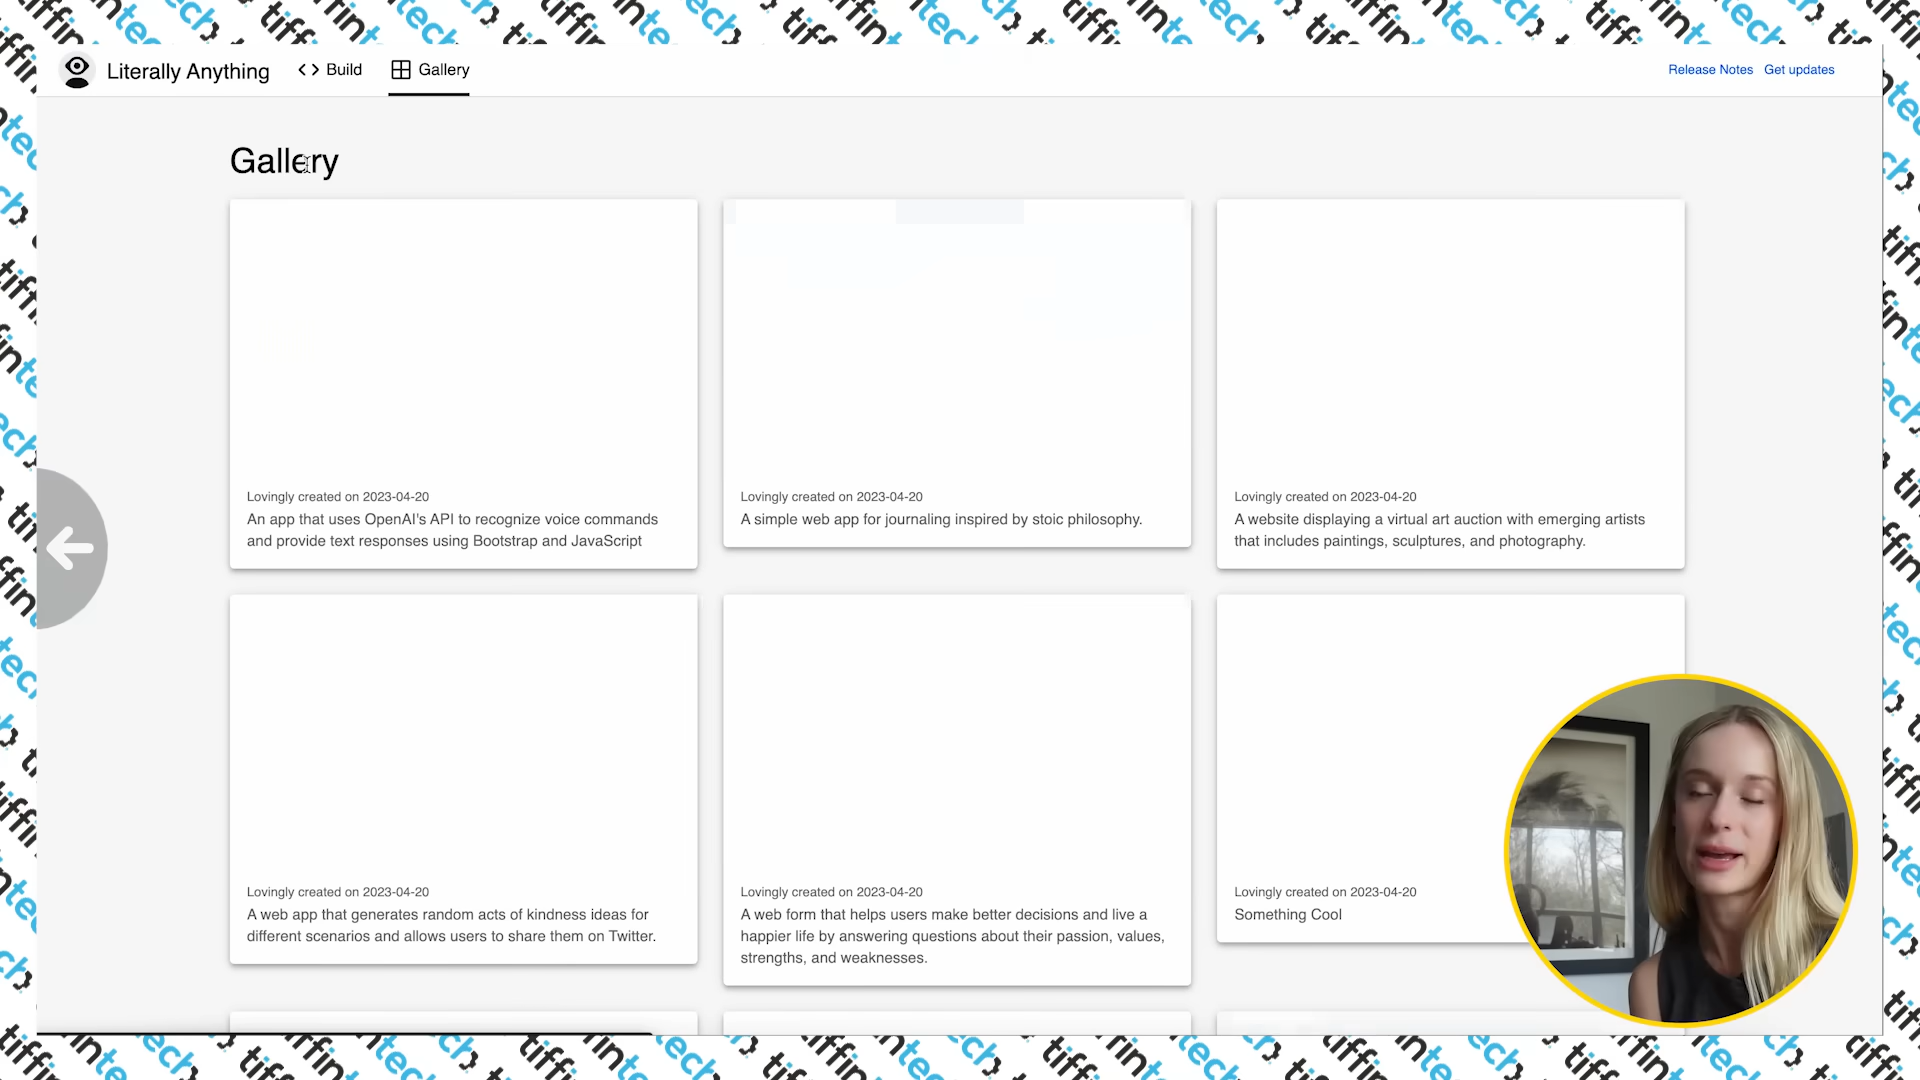 Literally Anything
Build
Gallery
Release Notes
Get updates
Gallery
Lovingly created on 2023-04-20
An app that uses OpenAI's API to recognize voice commands
and provide text responses using Bootstrap and JavaScript
Lovingly created on 2023-04-20
A simple web app for journaling inspired by stoic philosophy.
Lovingly created on 2023-04-20
A website displaying a virtual art auction with emerging artists
that includes paintings, sculptures, and photography.
Lovingly created on 2023-04-20
A web app that generates random acts of kindness ideas for
different scenarios and allows users to share them on Twitter.
Lovingly created on 2023-04-20
A web form that helps users make better decisions and live a
happier life by answering questions about their passion, values,
strengths, and weaknesses.
Lovingly created on 2023-04-20
Something Cool
tiffintech